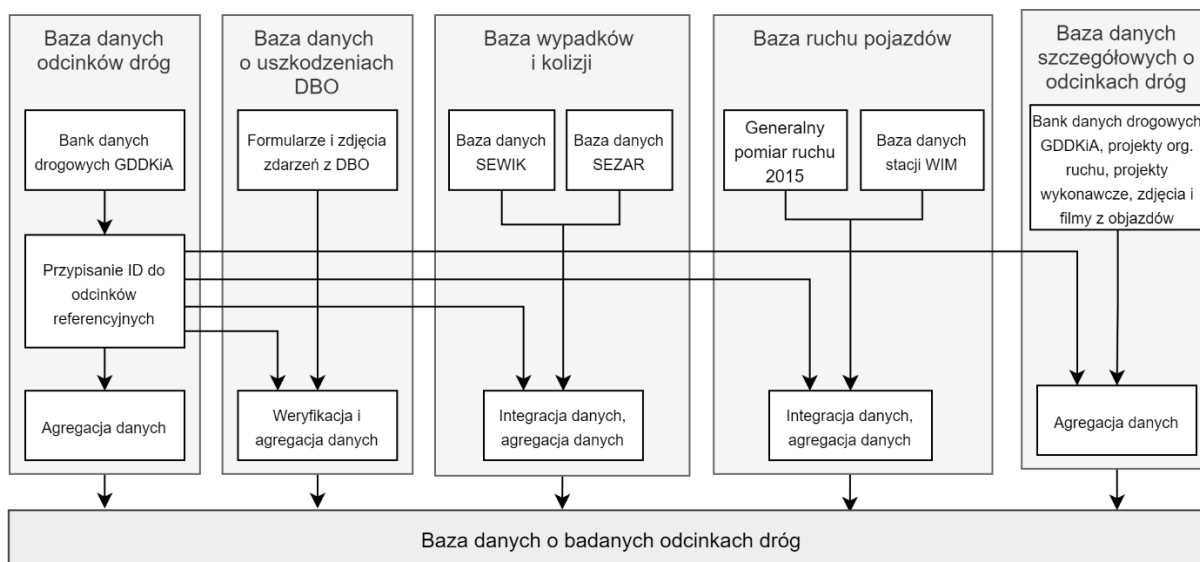 Baza danych
odcinków dróg
Bank danych
drogowych GDDKiA
Przypisanie ID do
odcinków
referencyjnych
Agregacja danych
Baza danych
o uszkodzeniach
DBO
Formularze i zdjęcia
zdarzeń z DBO
Weryfikacja i
agregacja danych
Baza wypadków
i kolizji
Baza danych
SEWIK
Baza danych
SEZAR
Integracja danych,
agregacja danych
Baza ruchu pojazdów
Generalny
pomiar ruchu
2015
Baza danych
stacji WIM
Integracja danych,
agregacja danych
Baza danych
szczegółowych o
odcinkach dróg
Bank danych drogowych
GDDKiA, projekty org.
ruchu, projekty
wykonawcze, zdjęcia i
filmy z objazdów
Agregacja danych
Baza danych o badanych odcinkach dróg